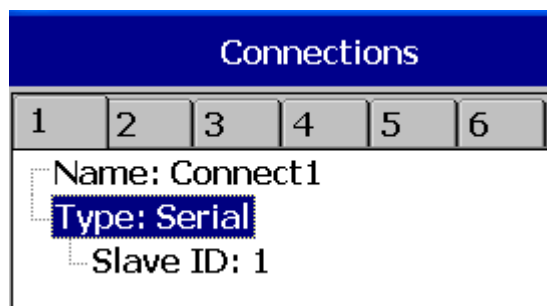 Connections
1 2 3 4 5 6
Name: Connect1
Type: Serial
Slave ID: 1